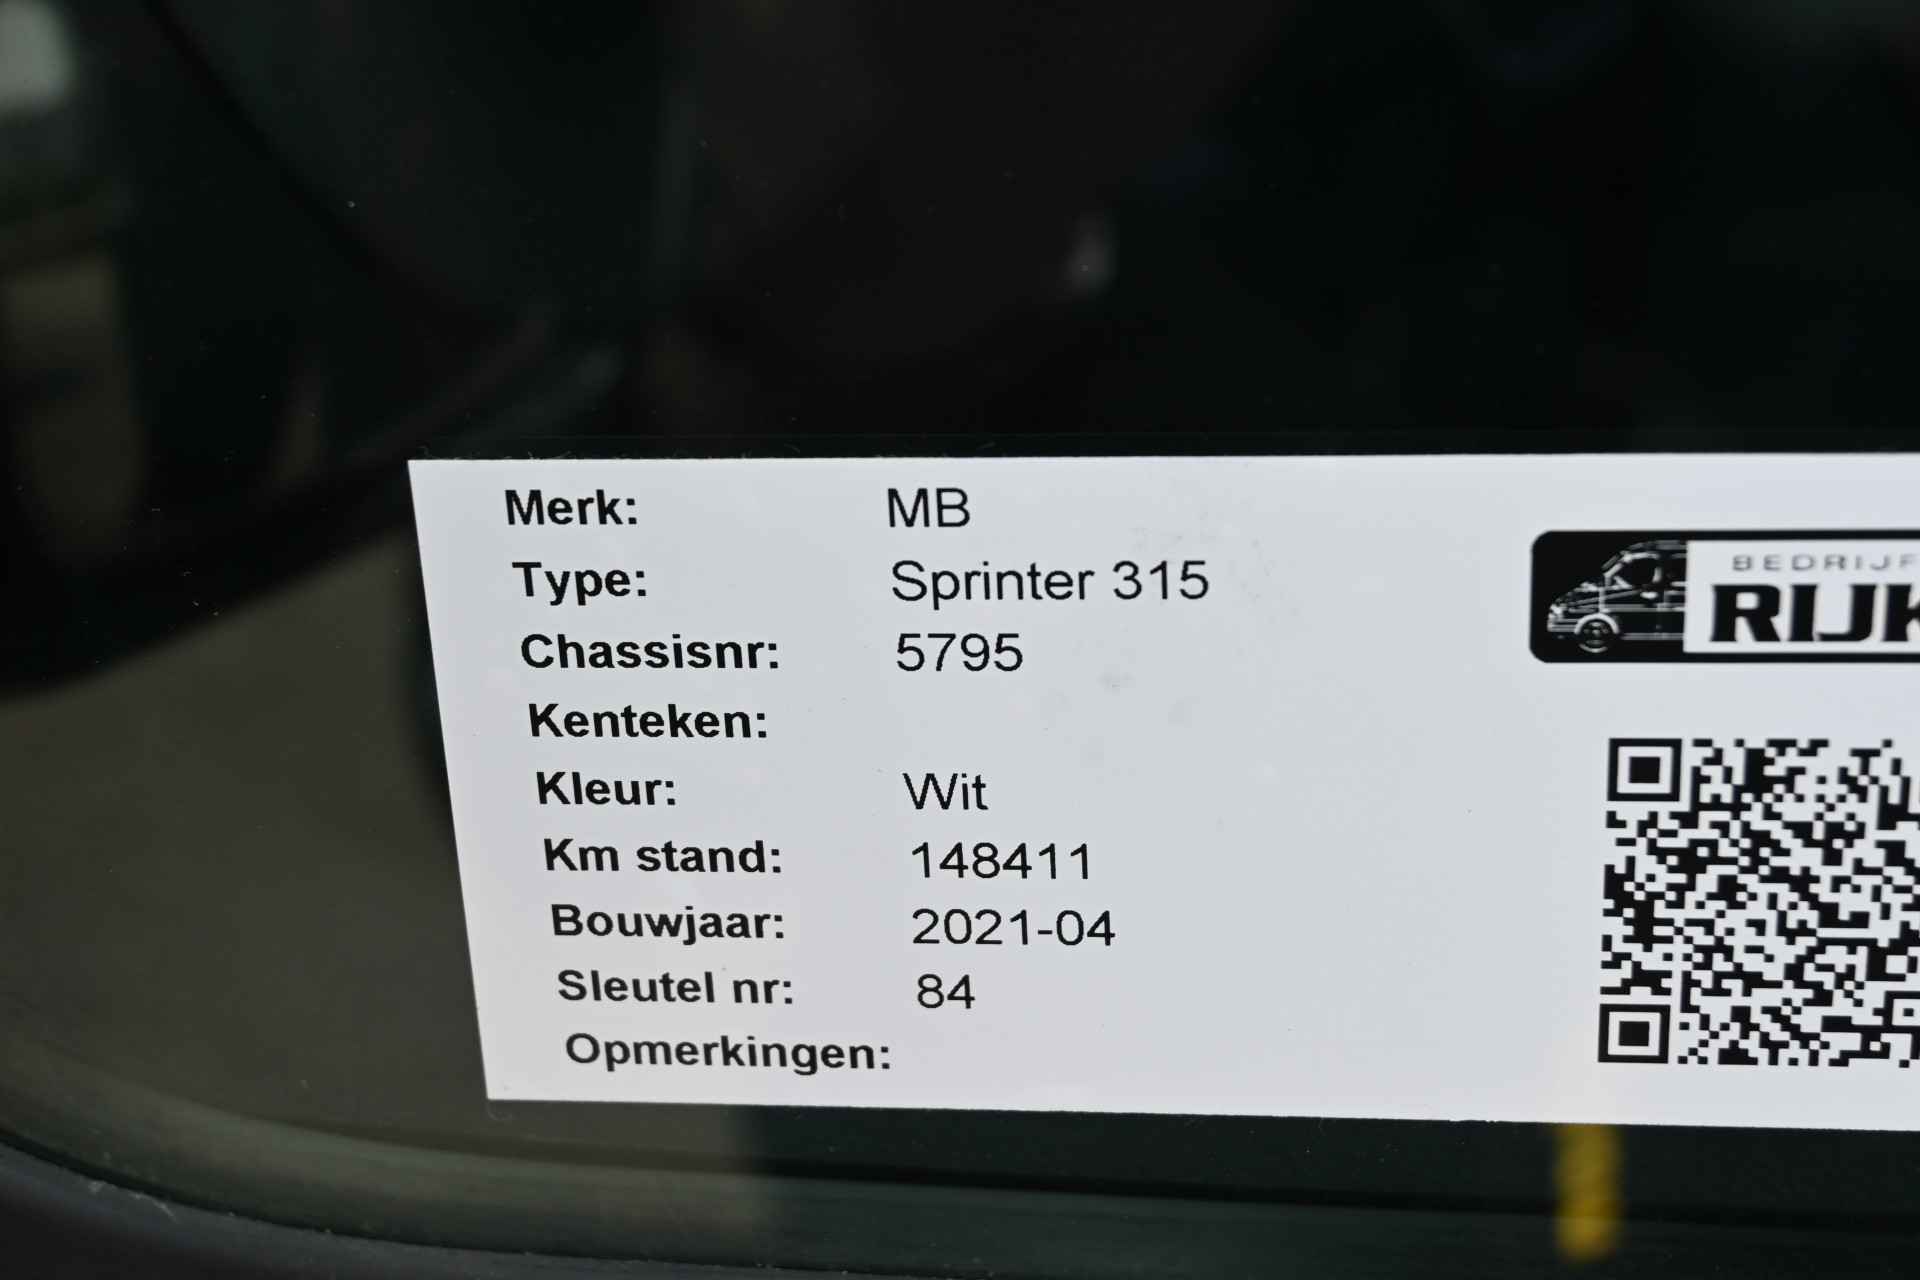 Merk: MB
Type: Sprinter 315
Chassisnr: 5795
Kenteken:
Kleur: Wit
Km stand: 148411
Bouwjaar: 2021-04
Sleutel nr: 84
Opmerkingen:
BEDRIJF
RIJK